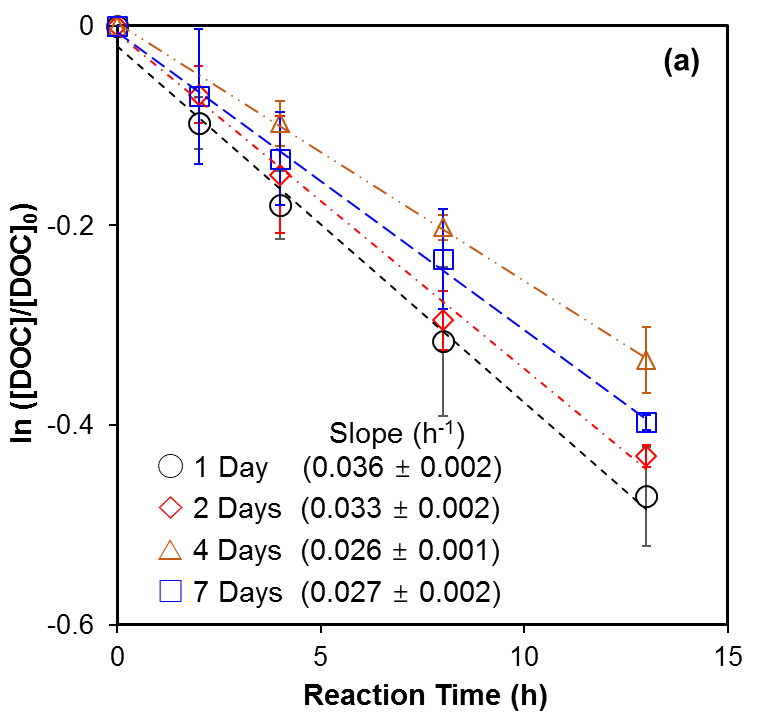 (a)
ln ([DOC]/[DOC]₀)
0
-0.2
-0.4
-0.6
Slope (h⁻¹)
1 Day (0.036 ± 0.002)
2 Days (0.033 ± 0.002)
4 Days (0.026 ± 0.001)
7 Days (0.027 ± 0.002)
0 5 10 15
Reaction Time (h)